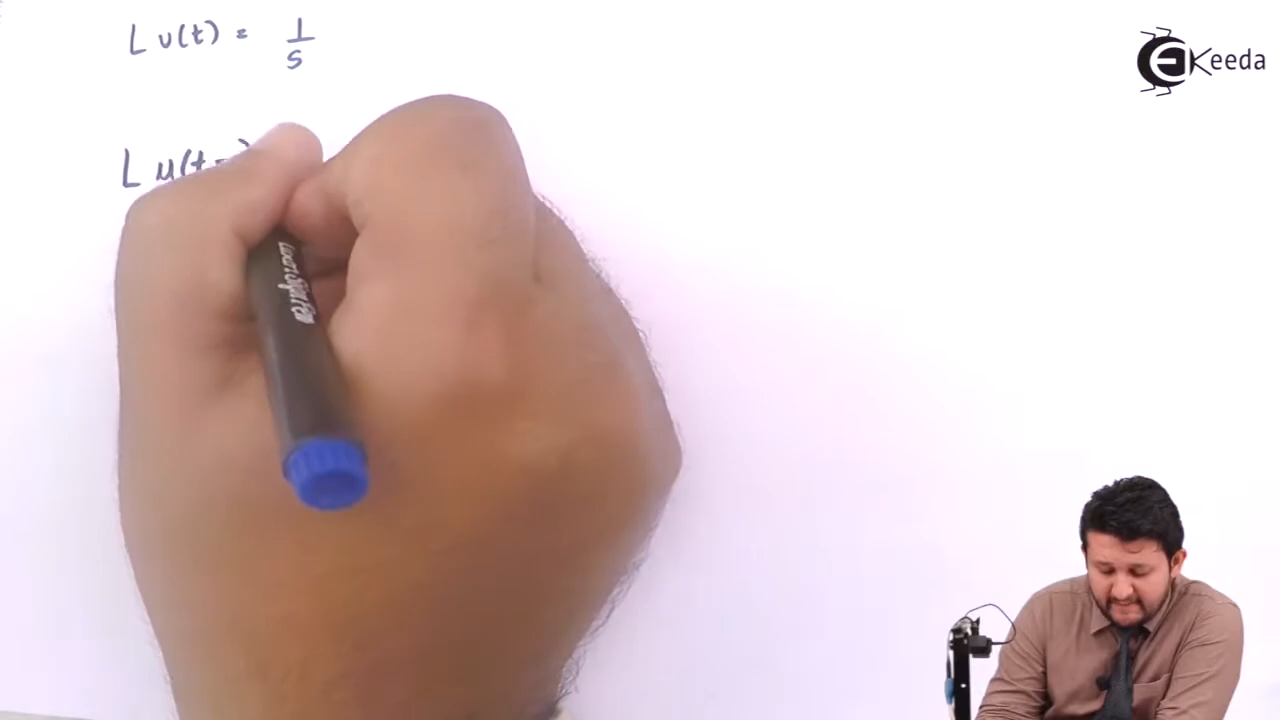 L u(t) = 1/s
Keeda
L u(t-